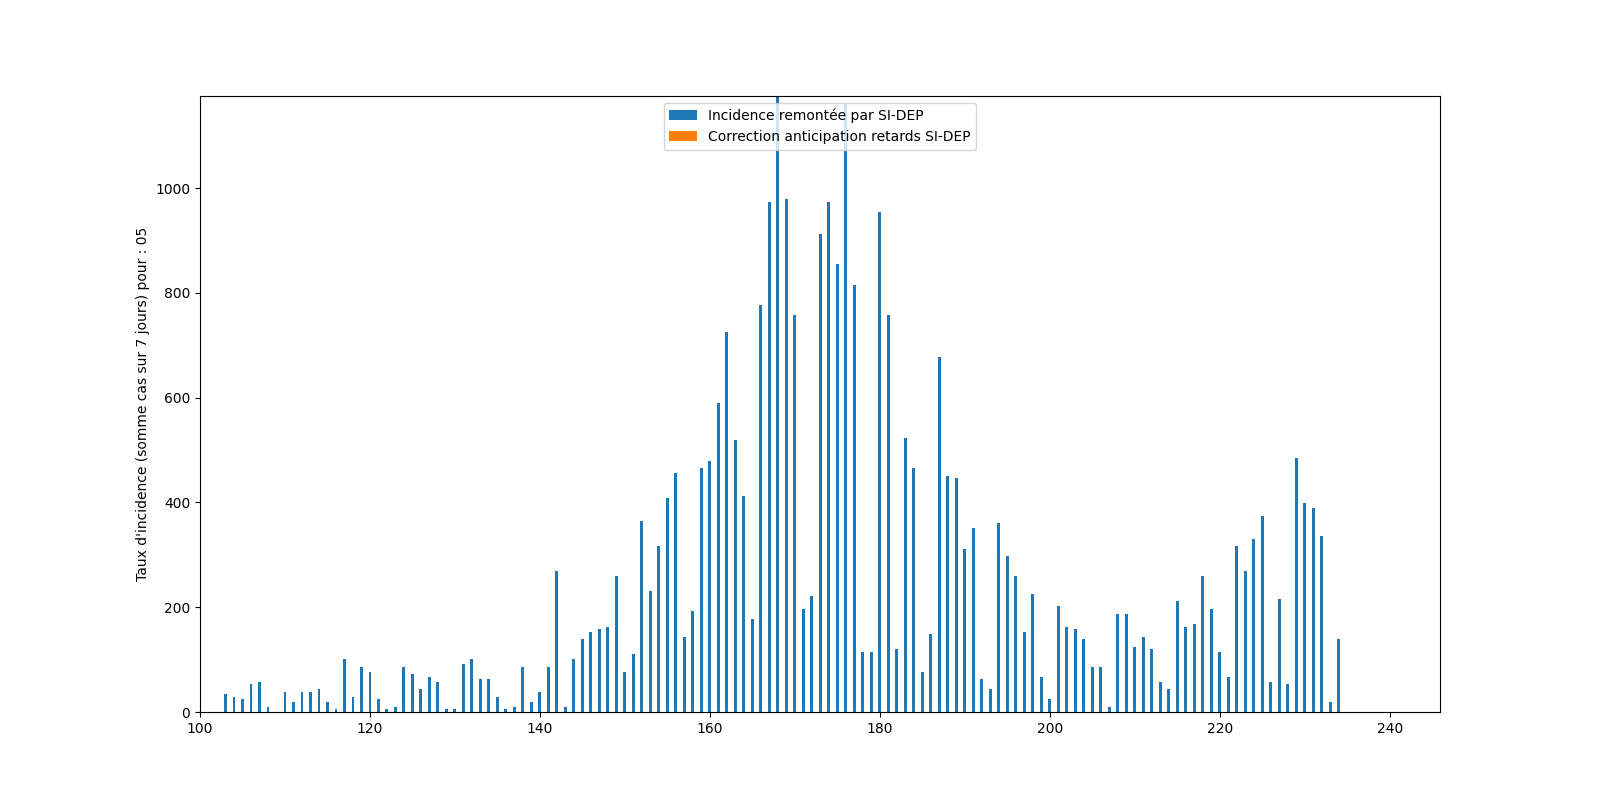 Incidence remontée par SI-DEP
Correction anticipation retards SI-DEP
Taux d'incidence (somme cas sur 7 jours) pour : 05
1000
800
600
400
200
0
100 120 140 160 180 200 220 240